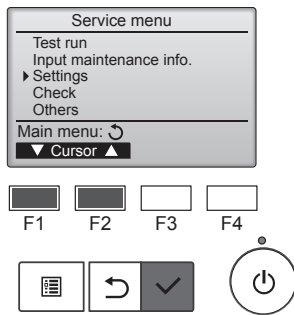 Service menu
Test run
Input maintenance info.
Settings
Check
Others
Main menu:
▼ Cursor ▲
F1 F2 F3 F4